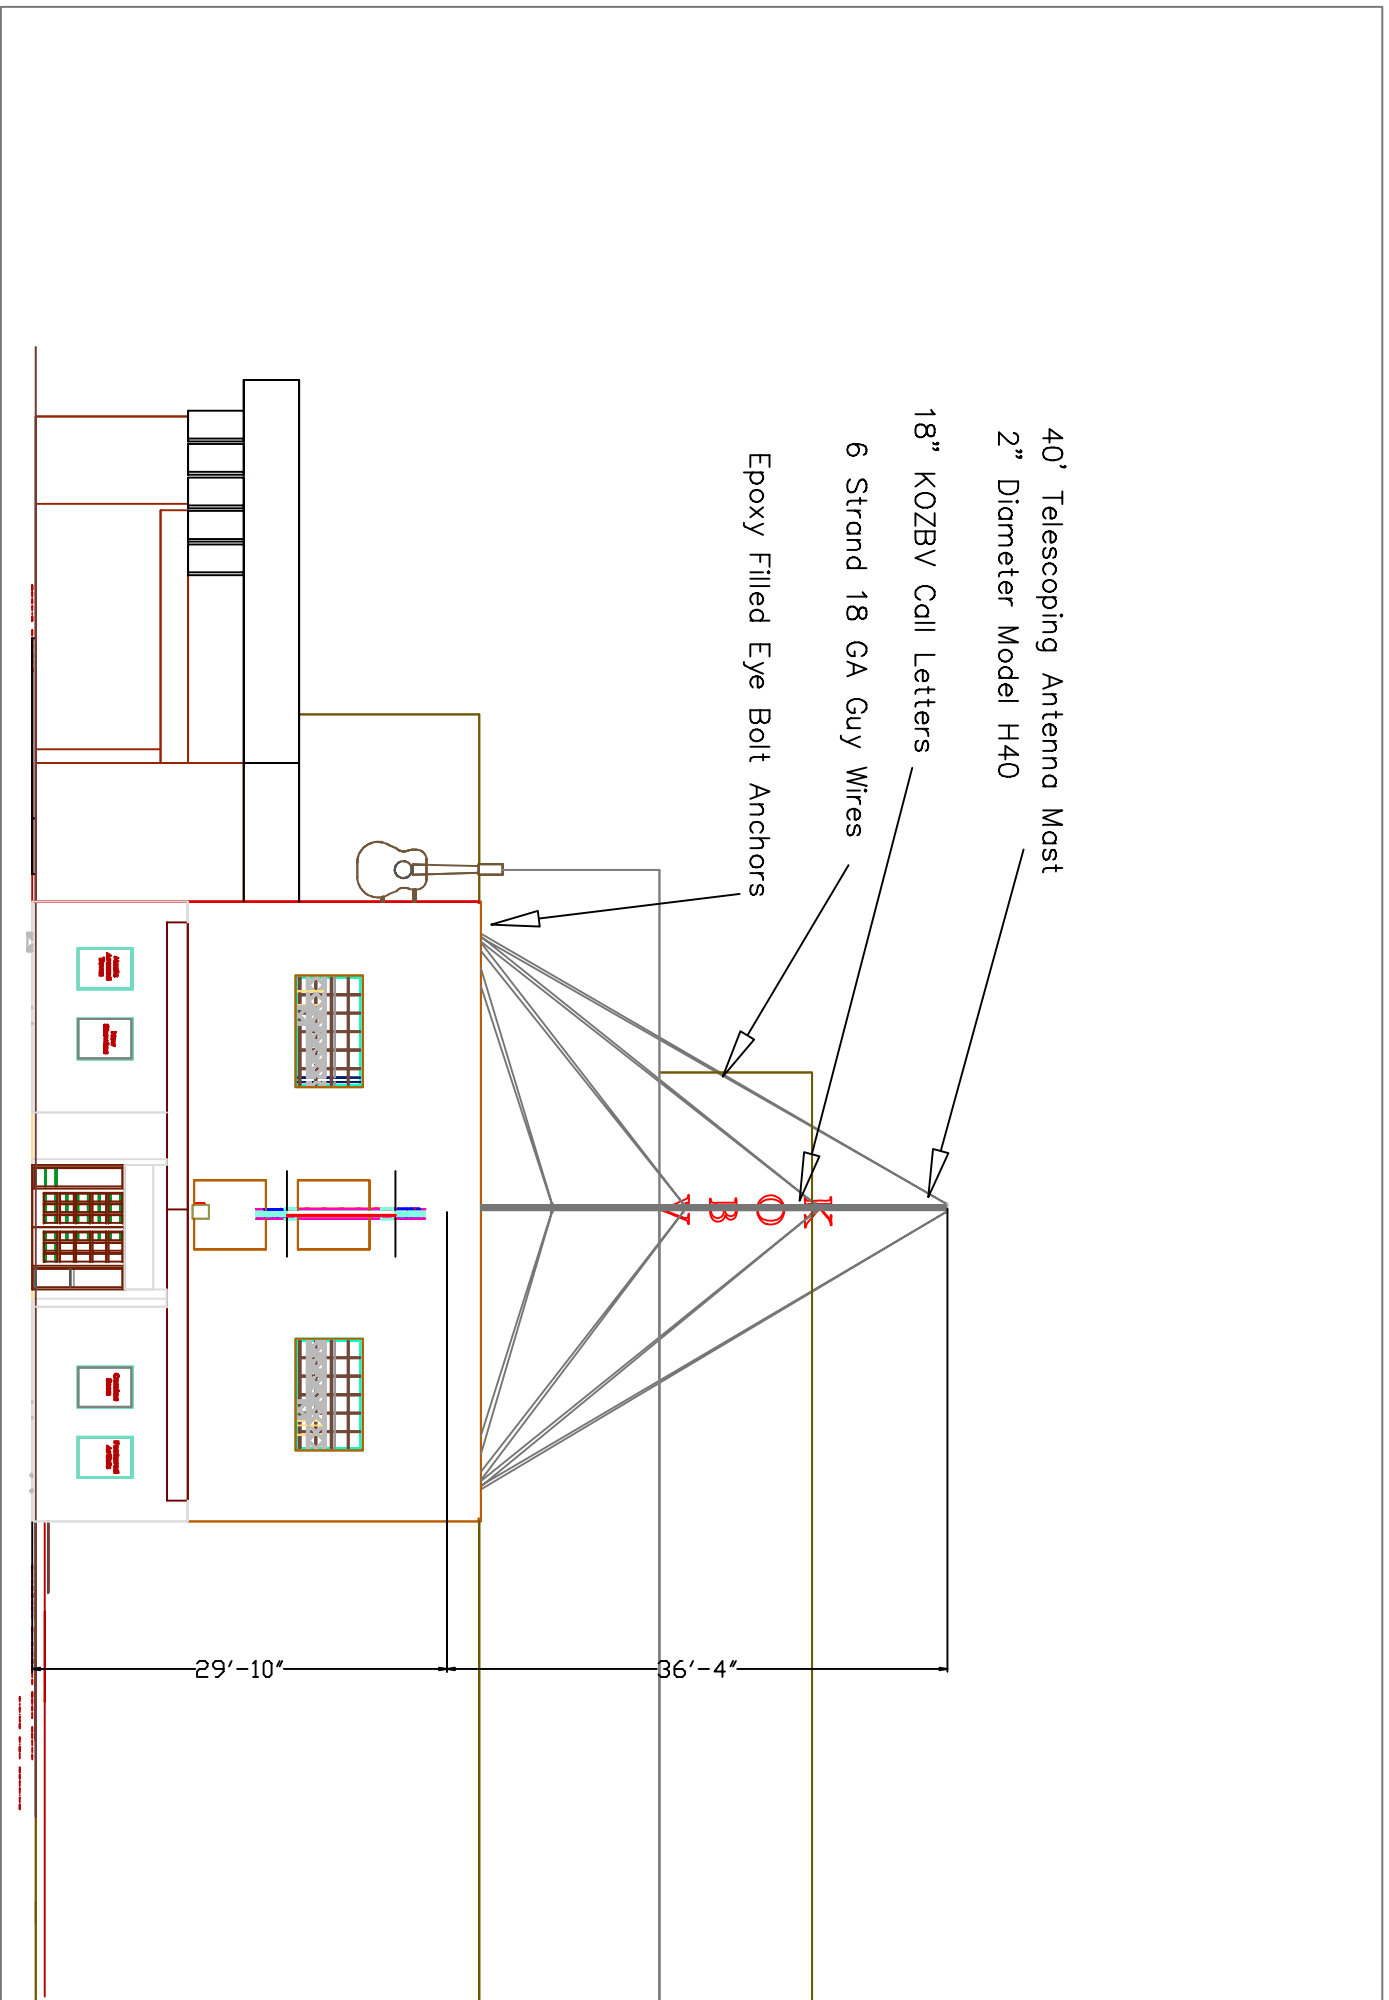 40' Telescoping Antenna Mast
2" Diameter Model H40
18" KOZBV Call Letters
6 Strand 18 GA Guy Wires
Epoxy Filled Eye Bolt Anchors
K
O
B
V
36'-4"
29'-10"